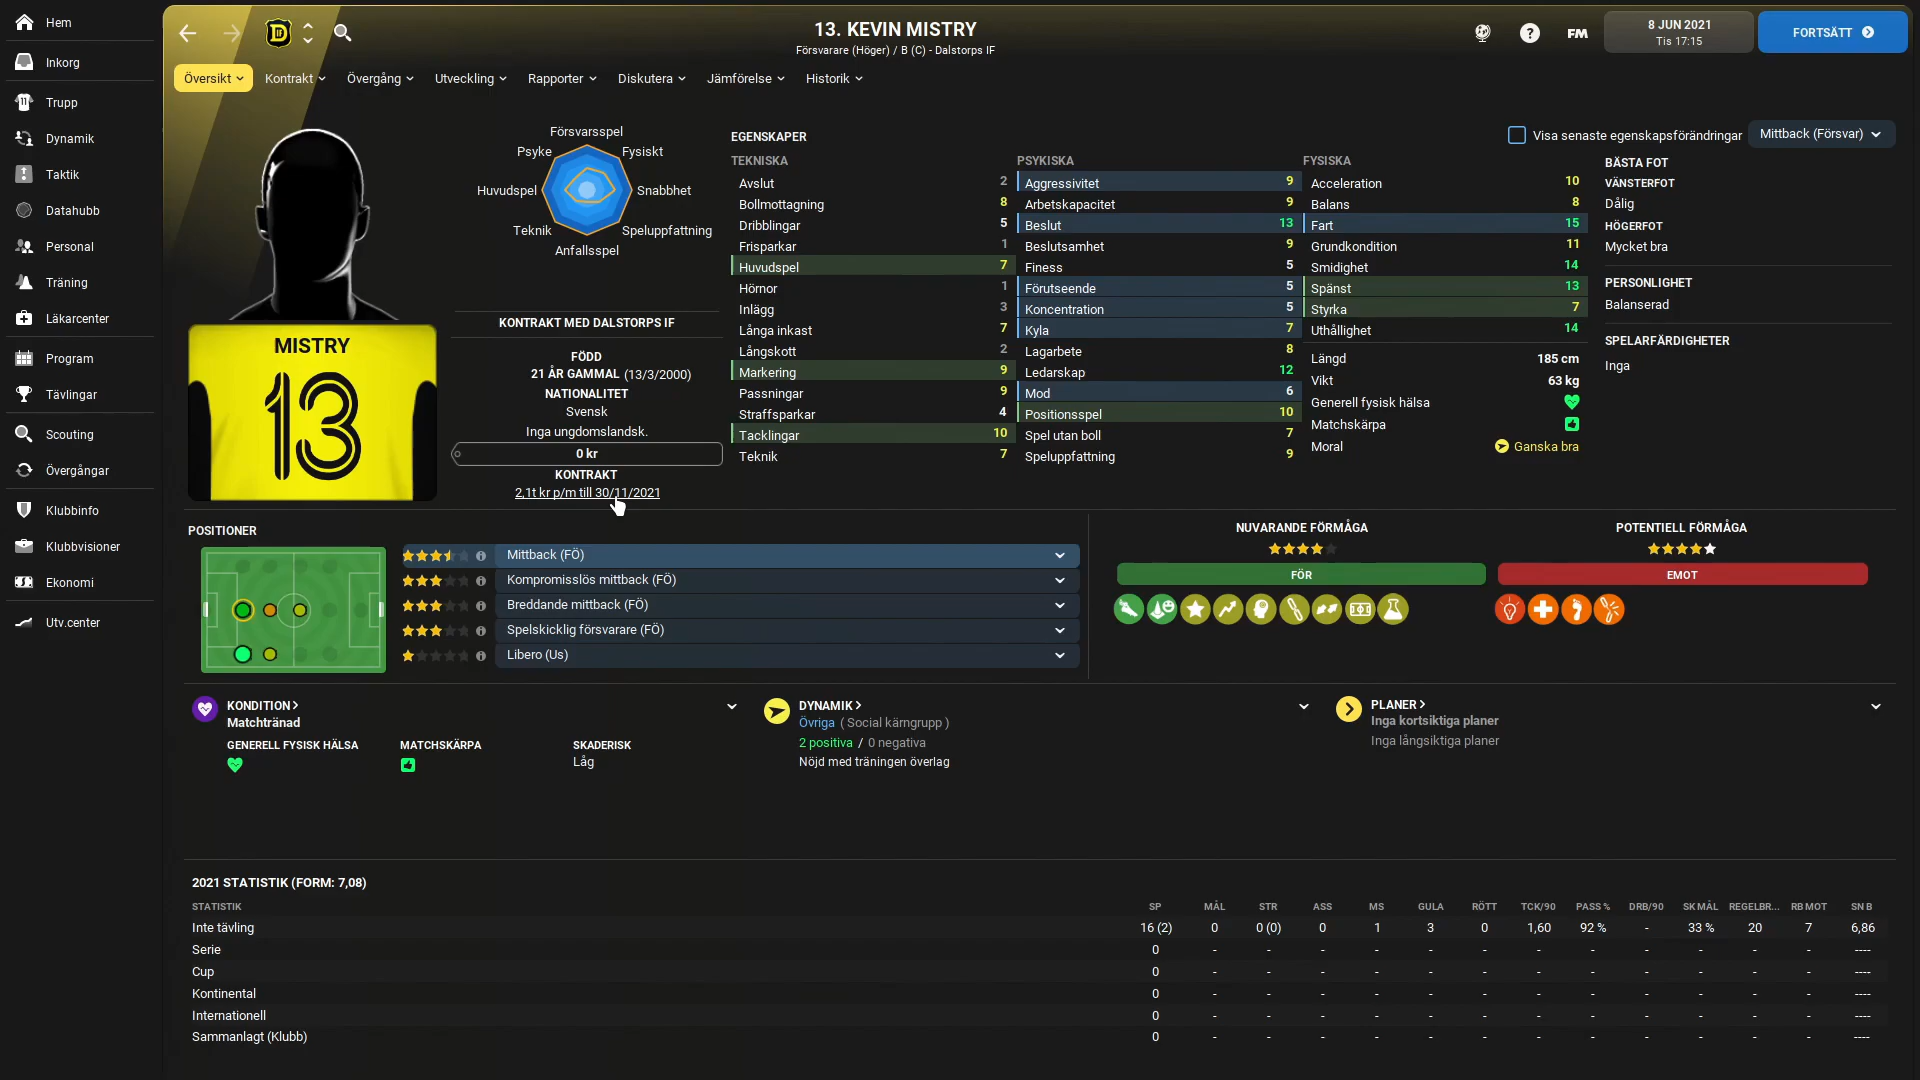 Hem
Inkorg
Trupp
Dynamik
Taktik
Datahubb
Personal
Träning
Läkarcenter
Program
Tävlingar
Scouting
Övergångar
Klubbinfo
Klubbvisioner
Ekonomi
Utv.center
13. KEVIN MISTRY
Försvarare (Höger) / B (C) - Dalstorps IF
FM
8 JUN 2021
Tis 17:15
FORTSÄTT
Översikt
Kontrakt
Övergång
Utveckling
Rapporter
Diskutera
Jämförelse
Historik
MISTRY
13
Försvarsspel
Psyke
Fysiskt
Huvudspel
Snabbhet
Teknik
Speluppfattning
Anfallsspel
KONTRAKT MED DALSTORPS IF
FÖDD
21 ÅR GAMMAL (13/3/2000)
NATIONALITET
Svensk
Inga ungdomslandsk.
0 kr
KONTRAKT
2,1t kr p/m till 30/11/2021
EGENSKAPER
Visa senaste egenskapsförändringar
Mittback (Försvar)
TEKNISKA
Avslut 2
Bollmottagning 8
Dribblingar 5
Frisparkar 1
Huvudspel 7
Hörnor 1
Inlägg 3
Långa inkast 7
Långskott 2
Markering 9
Passningar 9
Straffsparkar 4
Tacklingar 10
Teknik 7
PSYKISKA
Aggressivitet 9
Arbetskapacitet 9
Beslut 13
Beslutsamhet 9
Finess 5
Förutseende 5
Koncentration 5
Kyla 7
Lagarbete 8
Ledarskap 12
Mod 6
Positionsspel 10
Spel utan boll 7
Speluppfattning 9
FYSISKA
Acceleration 10
Balans 8
Fart 15
Grundkondition 11
Smidighet 14
Spänst 13
Styrka 7
Uthållighet 14
Längd 185 cm
Vikt 63 kg
Generell fysisk hälsa
Matchskärpa
Moral Ganska bra
BÄSTA FOT
VÄNSTERFOT
Dålig
HÖGERFOT
Mycket bra
PERSONLIGHET
Balanserad
SPELARFÄRDIGHETER
Inga
POSITIONER
Mittback (FÖ)
Kompromisslös mittback (FÖ)
Breddande mittback (FÖ)
Spelskicklig försvarare (FÖ)
Libero (Us)
NUVARANDE FÖRMÅGA
FÖR
POTENTIELL FÖRMÅGA
EMOT
KONDITION
Matchtränad
GENERELL FYSISK HÄLSA
MATCHSKÄRPA
SKADERISK
Låg
DYNAMIK
Övriga ( Social kärngrupp )
2 positiva / 0 negativa
Nöjd med träningen överlag
PLANER
Inga kortsiktiga planer
Inga långsiktiga planer
2021 STATISTIK (FORM: 7,08)
STATISTIK SP MÅL STR ASS MS GULA RÖTT TCK/90 PASS % DRB/90 SK MÅL REGELBR... RB MOT SN B
Inte tävling 16 (2) 0 0 (0) 0 1 3 0 1,60 92 % - 33 % 20 7 6,86
Serie 0 - - - - - - - - - - - - ----
Cup 0 - - - - - - - - - - - - ----
Kontinental 0 - - - - - - - - - - - - ----
Internationell 0 - - - - - - - - - - - - ----
Sammanlagt (Klubb) 0 - - - - - - - - - - - - ----